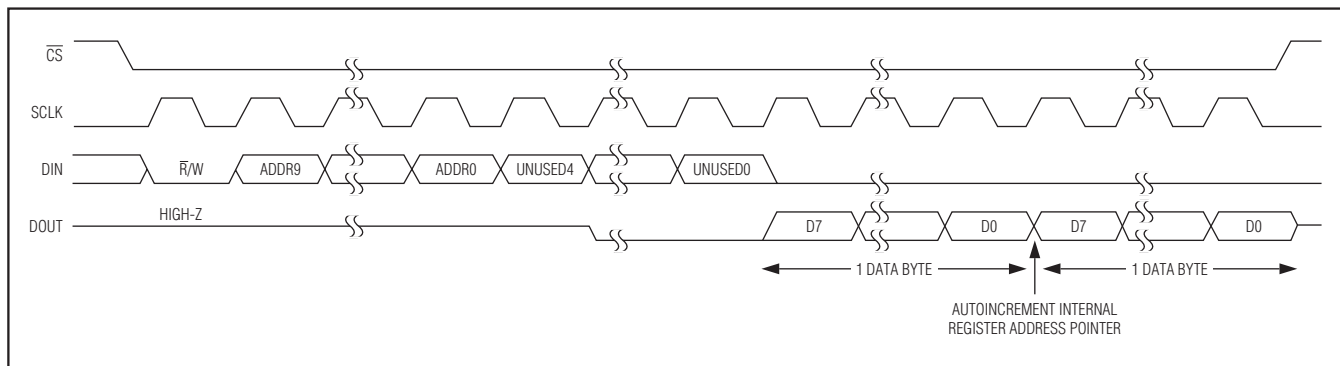 C̅S̅
SCLK
DIN
R̅/W
ADDR9
ADDR0
UNUSED4
UNUSED0
DOUT
HIGH-Z
D7
D0
D7
D0
1 DATA BYTE
1 DATA BYTE
AUTOINCREMENT INTERNAL
REGISTER ADDRESS POINTER